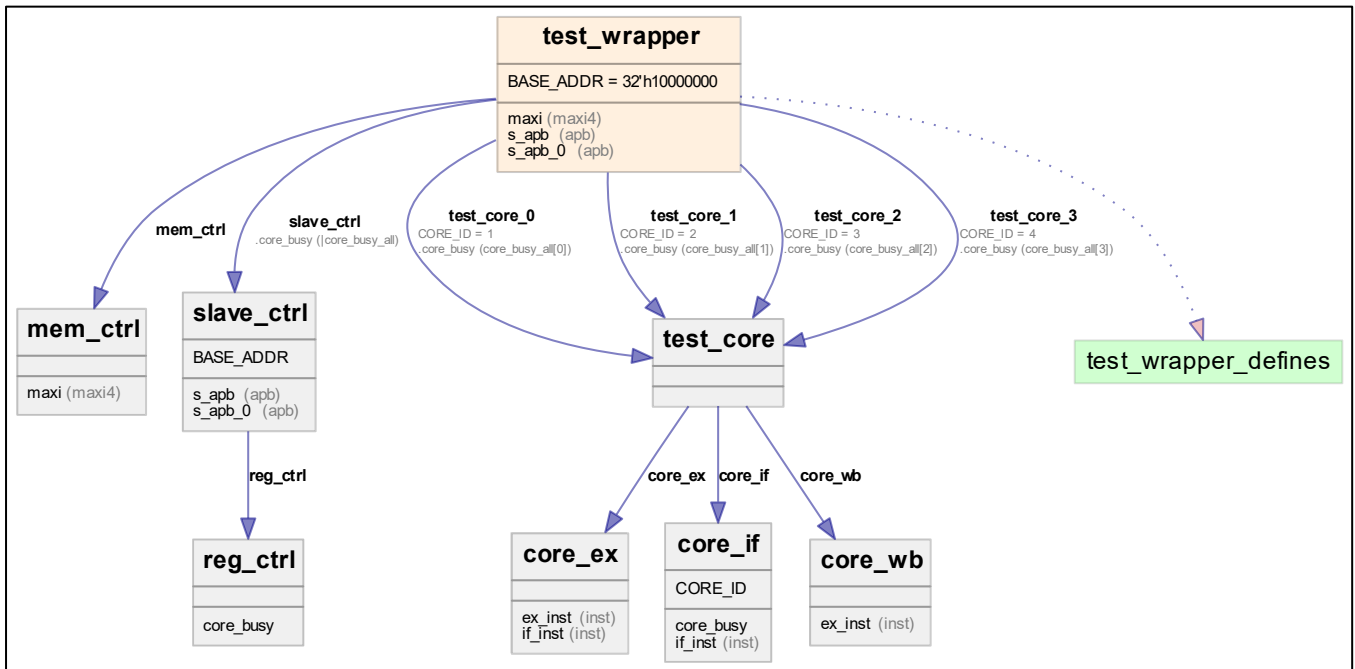 test_wrapper
BASE_ADDR = 32'h10000000
maxi (maxi4)
s_apb (apb)
s_apb_0 (apb)
mem_ctrl
slave_ctrl
.core_busy (|core_busy_all)
test_core_0
CORE_ID = 1
.core_busy (core_busy_all[0])
test_core_1
CORE_ID = 2
.core_busy (core_busy_all[1])
test_core_2
CORE_ID = 3
.core_busy (core_busy_all[2])
test_core_3
CORE_ID = 4
.core_busy (core_busy_all[3])
mem_ctrl
maxi (maxi4)
slave_ctrl
BASE_ADDR
s_apb (apb)
s_apb_0 (apb)
test_core
test_wrapper_defines
reg_ctrl
core_ex
core_if
core_wb
reg_ctrl
core_busy
core_ex
ex_inst (inst)
if_inst (inst)
core_if
CORE_ID
core_busy
if_inst (inst)
core_wb
ex_inst (inst)